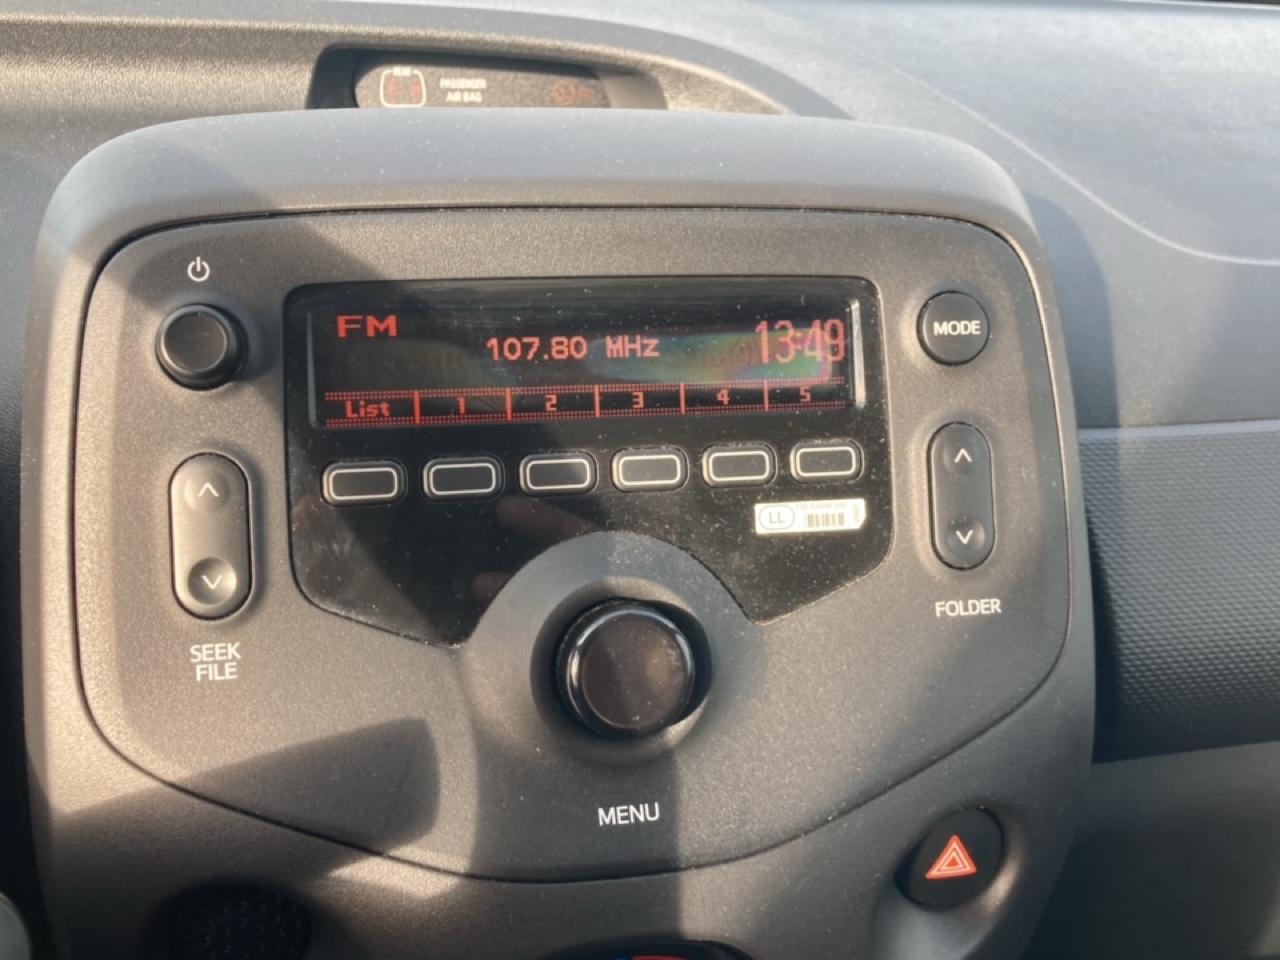 REAR
PASSENGER
AIR BAG
FM
107.80 MHz
13:49
MODE
List 1 2 3 4 5
LL
SEEK
FILE
FOLDER
MENU